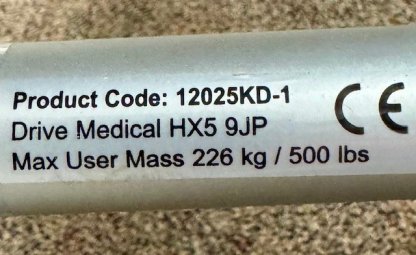 Product Code: 12025KD-1
Drive Medical HX5 9JP
Max User Mass 226 kg / 500 lbs
CE